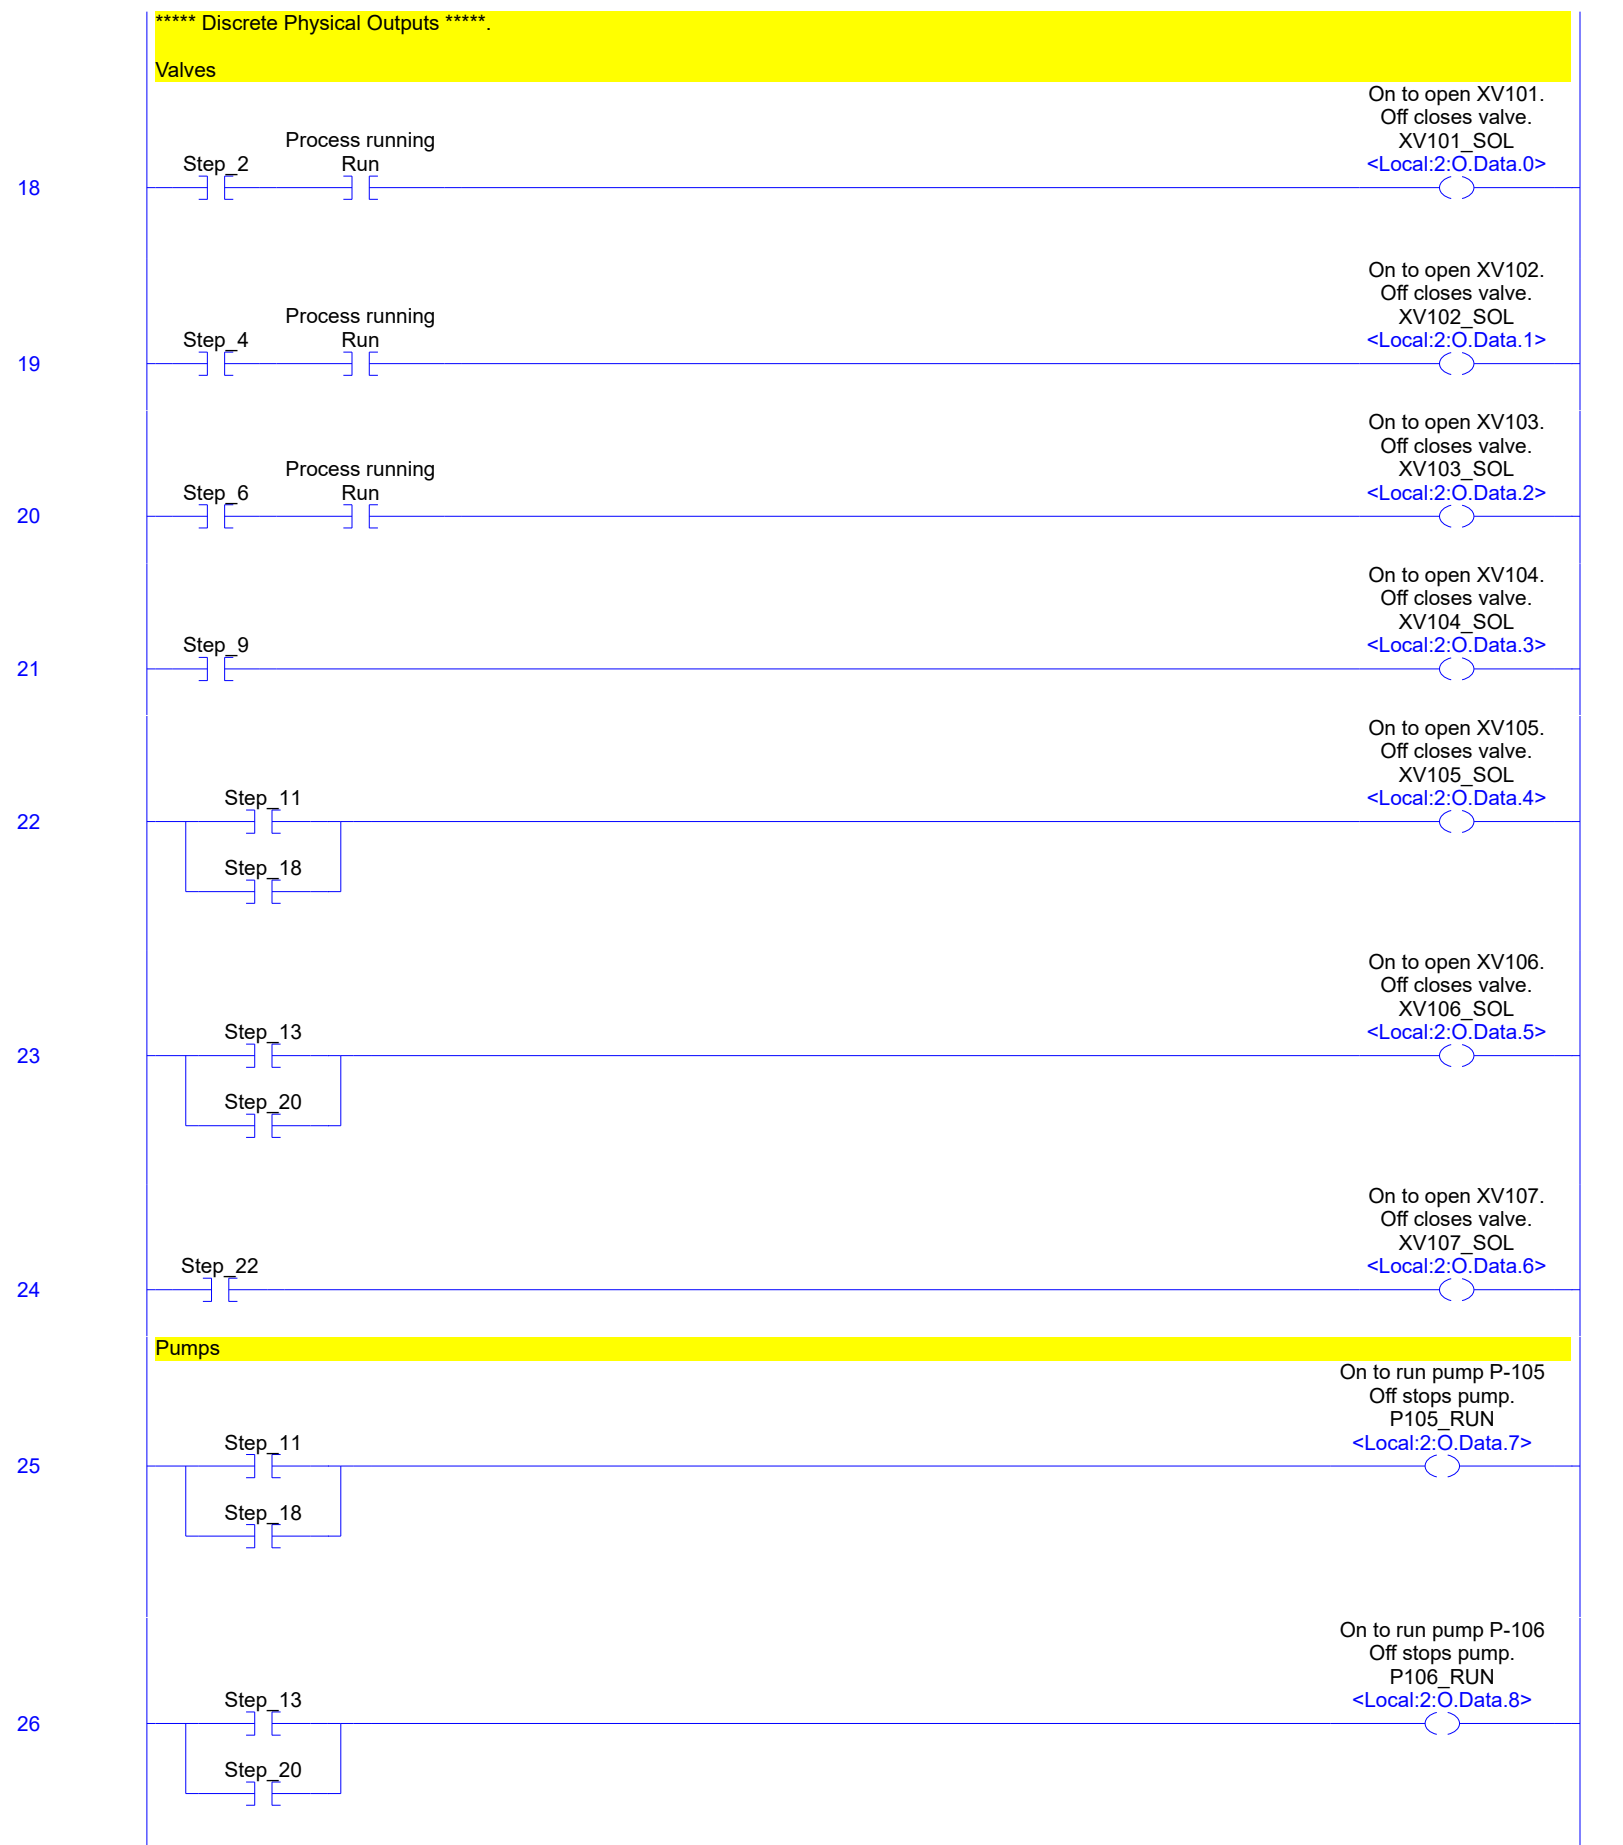 ***** Discrete Physical Outputs *****.
Valves
On to open XV101.
Off closes valve.
Process running
XV101_SOL
Step_2
Run
<Local:2:O.Data.0>
18
On to open XV102.
Off closes valve.
Process running
XV102_SOL
Step_4
Run
<Local:2:O.Data.1>
19
On to open XV103.
Off closes valve.
Process running
XV103_SOL
Step_6
Run
<Local:2:O.Data.2>
20
On to open XV104.
Off closes valve.
XV104_SOL
Step_9
<Local:2:O.Data.3>
21
On to open XV105.
Off closes valve.
XV105_SOL
Step_11
<Local:2:O.Data.4>
22
Step_18
On to open XV106.
Off closes valve.
XV106_SOL
Step_13
<Local:2:O.Data.5>
23
Step_20
On to open XV107.
Off closes valve.
XV107_SOL
Step_22
<Local:2:O.Data.6>
24
Pumps
On to run pump P-105
Off stops pump.
P105_RUN
Step_11
<Local:2:O.Data.7>
25
Step_18
On to run pump P-106
Off stops pump.
P106_RUN
Step_13
<Local:2:O.Data.8>
26
Step_20